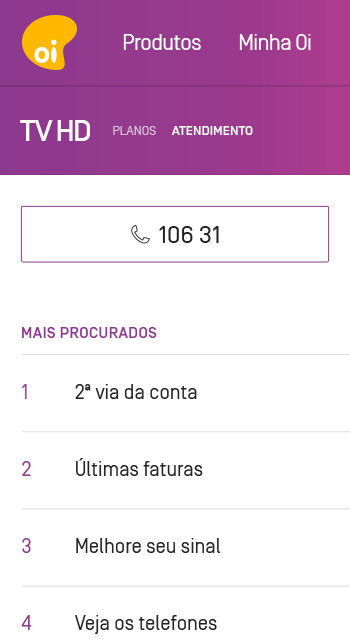 oi
Produtos
Minha Oi
TV HD
PLANOS
ATENDIMENTO
106 31
MAIS PROCURADOS
1
2ª via da conta
2
Últimas faturas
3
Melhore seu sinal
4
Veja os telefones